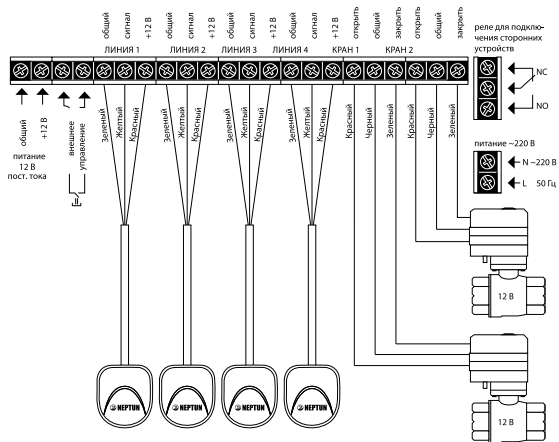 общий
сигнал
+12 В
общий
сигнал
+12 В
общий
сигнал
+12 В
общий
сигнал
+12 В
открыть
общий
закрыть
открыть
общий
закрыть
ЛИНИЯ 1
ЛИНИЯ 2
ЛИНИЯ 3
ЛИНИЯ 4
КРАН 1
КРАН 2
реле для подклю-
чения сторонних
устройств
NC
NO
общий
+12 В
питание
12 В
пост. тока
внешнее
управление
Зеленый
Желтый
Красный
Зеленый
Желтый
Красный
Зеленый
Желтый
Красный
Зеленый
Желтый
Красный
Красный
Черный
Зеленый
Красный
Черный
Зеленый
питание ~220 В
N ~220 В
L 50 Гц
12 В
12 В
NEPTUN
NEPTUN
NEPTUN
NEPTUN